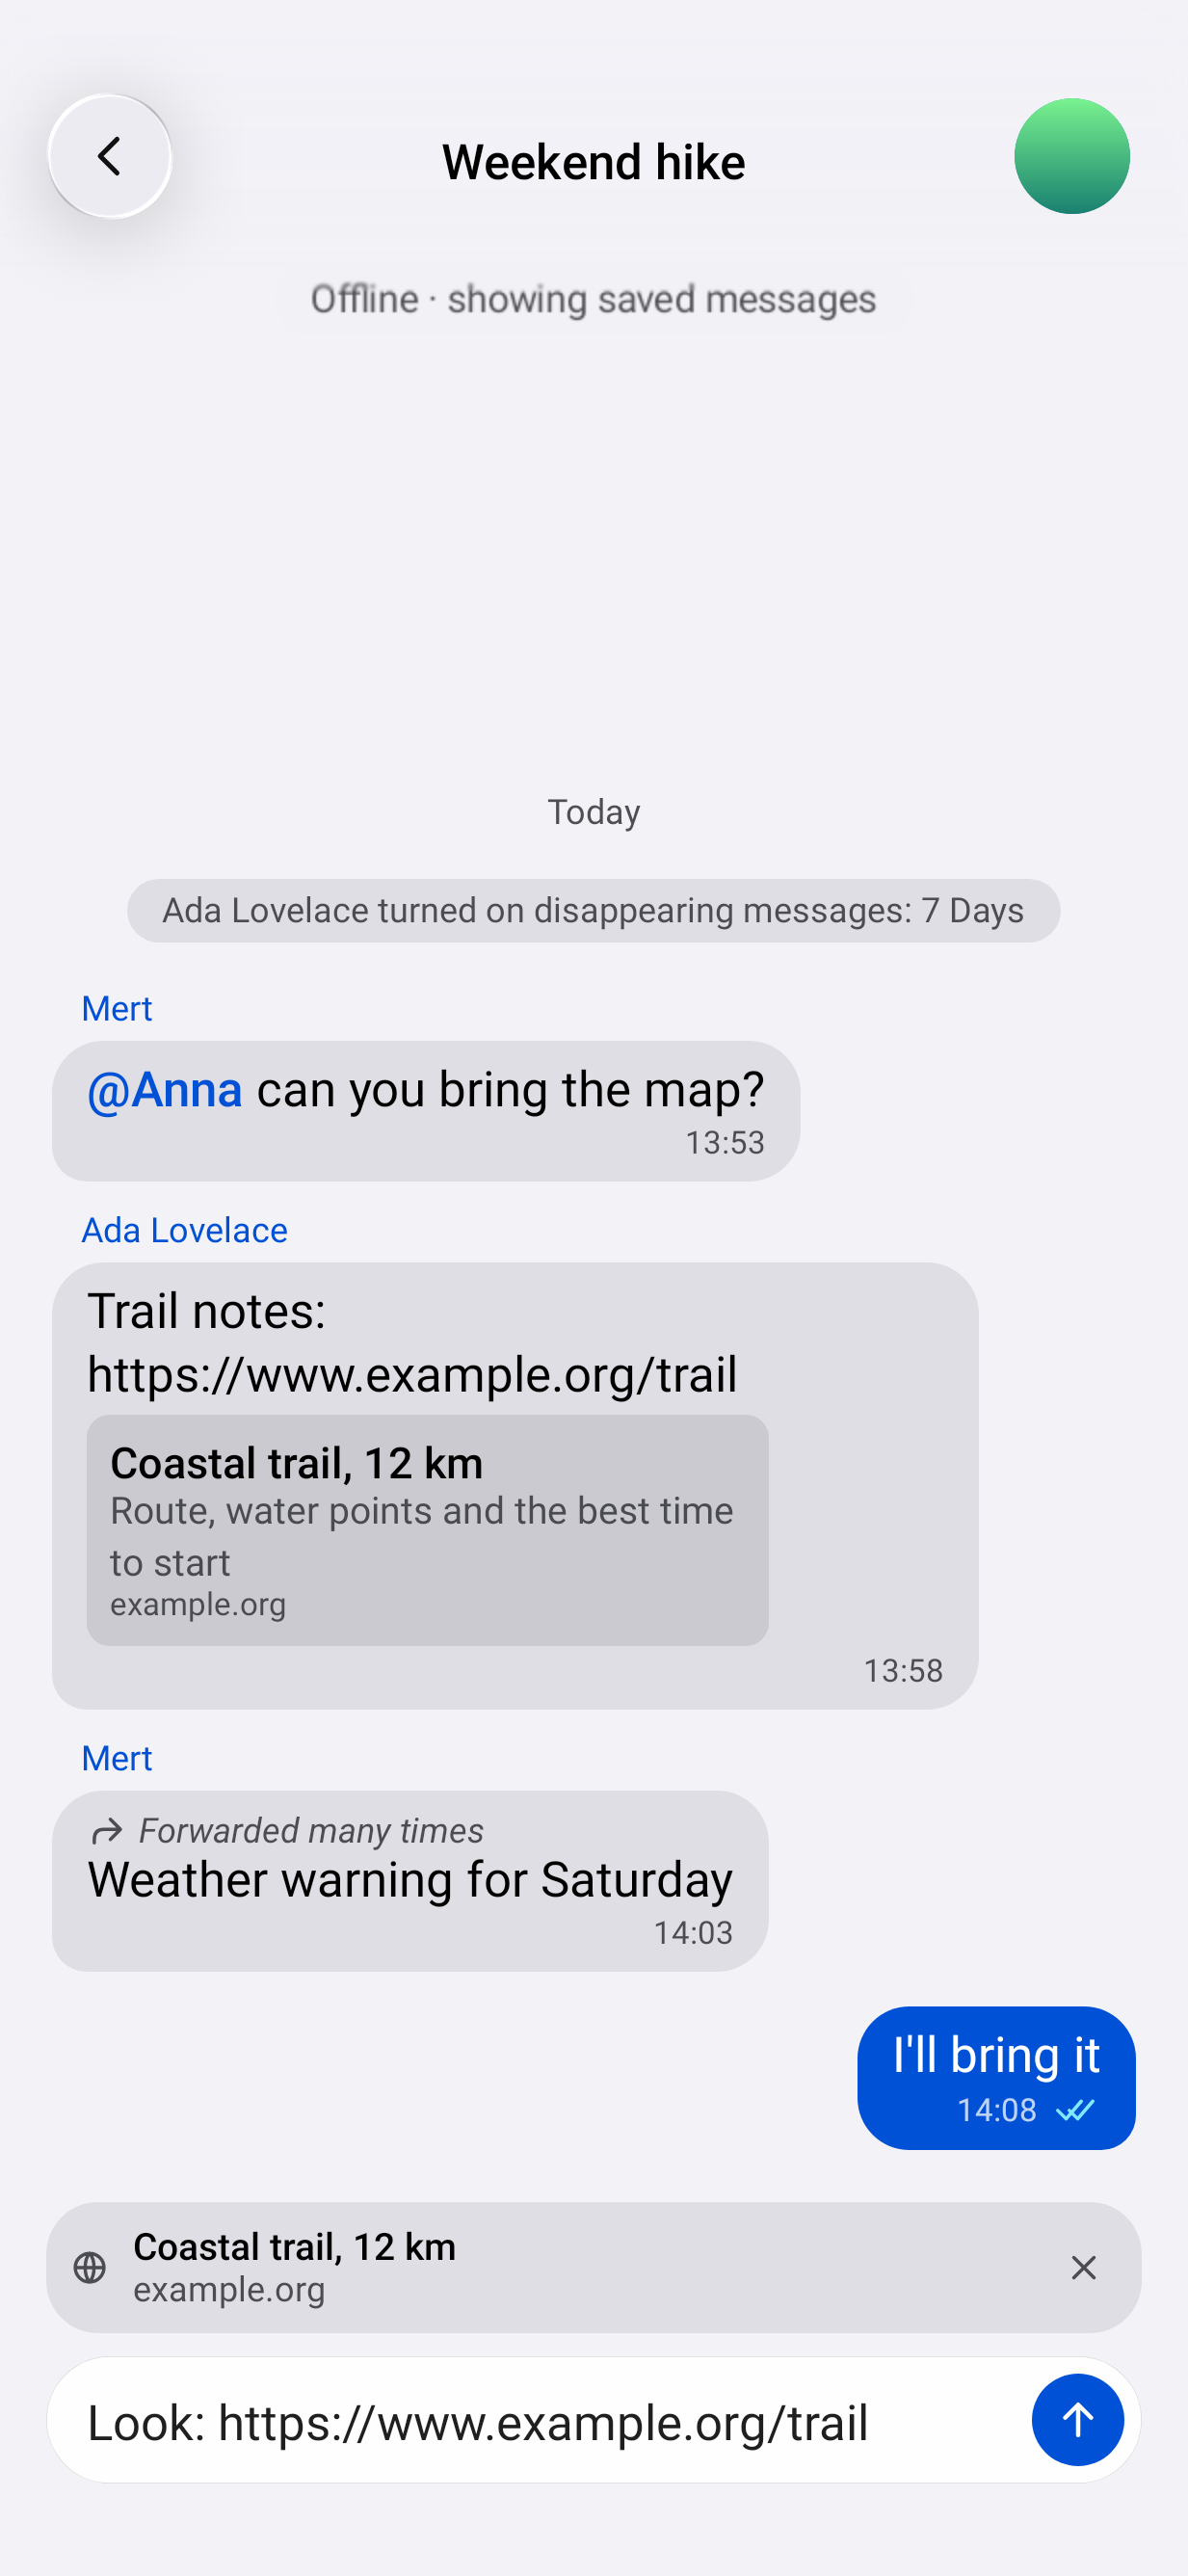 Weekend hike
Offline · showing saved messages
Today
Ada Lovelace turned on disappearing messages: 7 Days
Mert
@Anna can you bring the map?
13:53
Ada Lovelace
Trail notes:
https://www.example.org/trail
Coastal trail, 12 km
Route, water points and the best time
to start
example.org
13:58
Mert
Forwarded many times
Weather warning for Saturday
14:03
I'll bring it
14:08
Coastal trail, 12 km
example.org
Look: https://www.example.org/trail